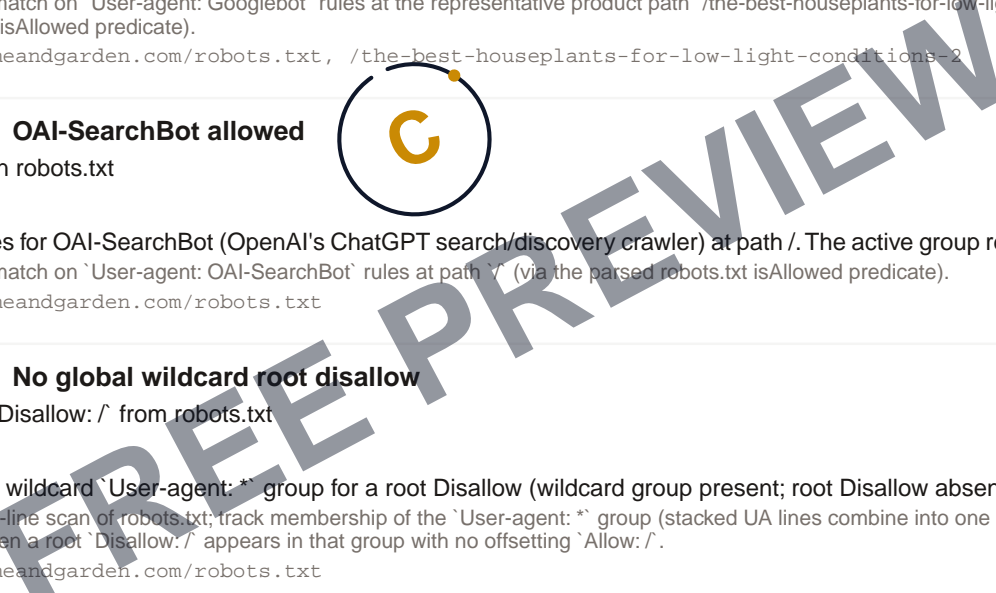 match on `User-agent: Googlebot` rules at the representative product path `/the-best-houseplants-for-low-lig
isAllowed predicate).
neandgarden.com/robots.txt, /the-best-houseplants-for-low-light-conditions-2
OAI-SearchBot allowed
n robots.txt
C
es for OAI-SearchBot (OpenAI's ChatGPT search/discovery crawler) at path /. The active group r
match on `User-agent: OAI-SearchBot` rules at path `/` (via the parsed robots.txt isAllowed predicate).
neandgarden.com/robots.txt
No global wildcard root disallow
Disallow: /` from robots.txt
wildcard `User-agent: *` group for a root Disallow (wildcard group present; root Disallow absen
-line scan of robots.txt; track membership of the `User-agent: *` group (stacked UA lines combine into one
en a root `Disallow: /` appears in that group with no offsetting `Allow: /`.
neandgarden.com/robots.txt
FREE PREVIEW